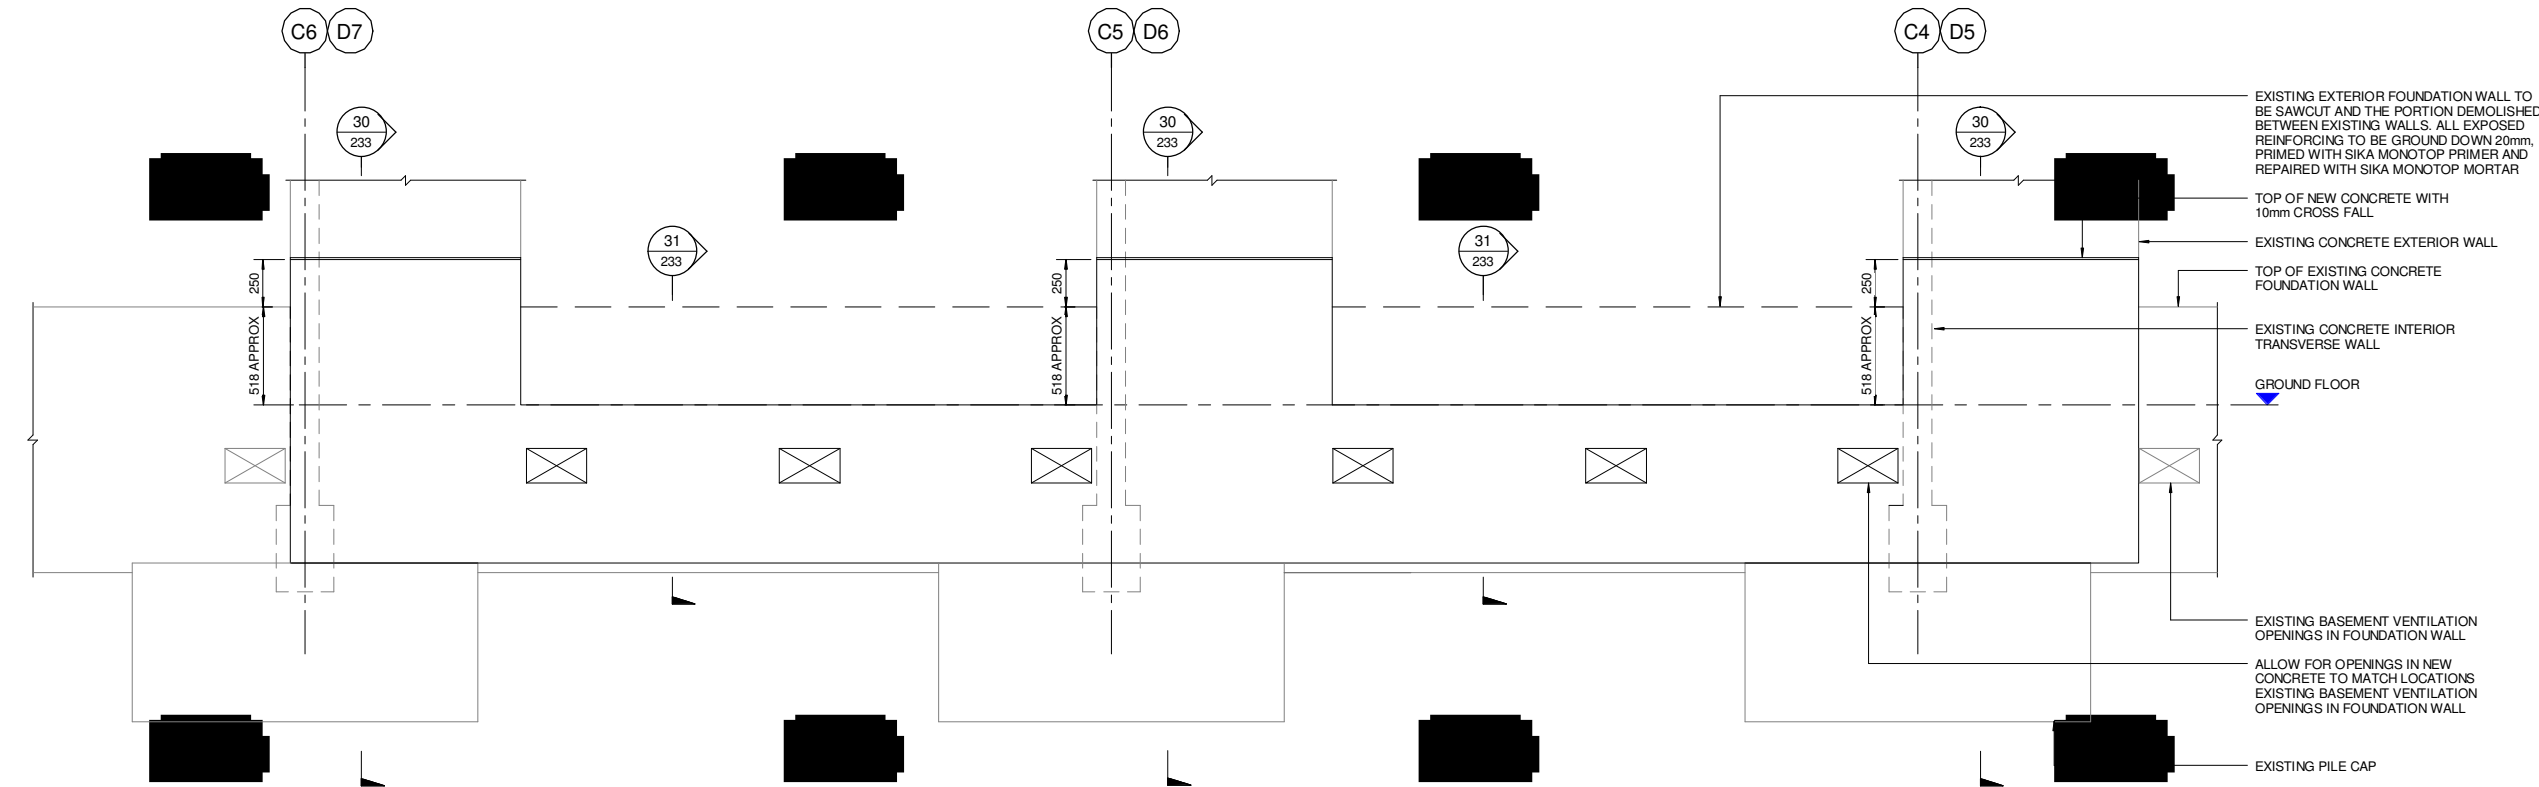 C6 D7
C5 D6
C4 D5
30
233
30
233
30
233
31
233
31
233
250
518 APPROX
250
518 APPROX
250
518 APPROX
EXISTING EXTERIOR FOUNDATION WALL TO
BE SAWCUT AND THE PORTION DEMOLISHED
BETWEEN EXISTING WALLS. ALL EXPOSED
REINFORCING TO BE GROUND DOWN 20mm,
PRIMED WITH SIKA MONOTOP PRIMER AND
REPAIRED WITH SIKA MONOTOP MORTAR
TOP OF NEW CONCRETE WITH
10mm CROSS FALL
EXISTING CONCRETE EXTERIOR WALL
TOP OF EXISTING CONCRETE
FOUNDATION WALL
EXISTING CONCRETE INTERIOR
TRANSVERSE WALL
GROUND FLOOR
EXISTING BASEMENT VENTILATION
OPENINGS IN FOUNDATION WALL
ALLOW FOR OPENINGS IN NEW
CONCRETE TO MATCH LOCATIONS
EXISTING BASEMENT VENTILATION
OPENINGS IN FOUNDATION WALL
EXISTING PILE CAP